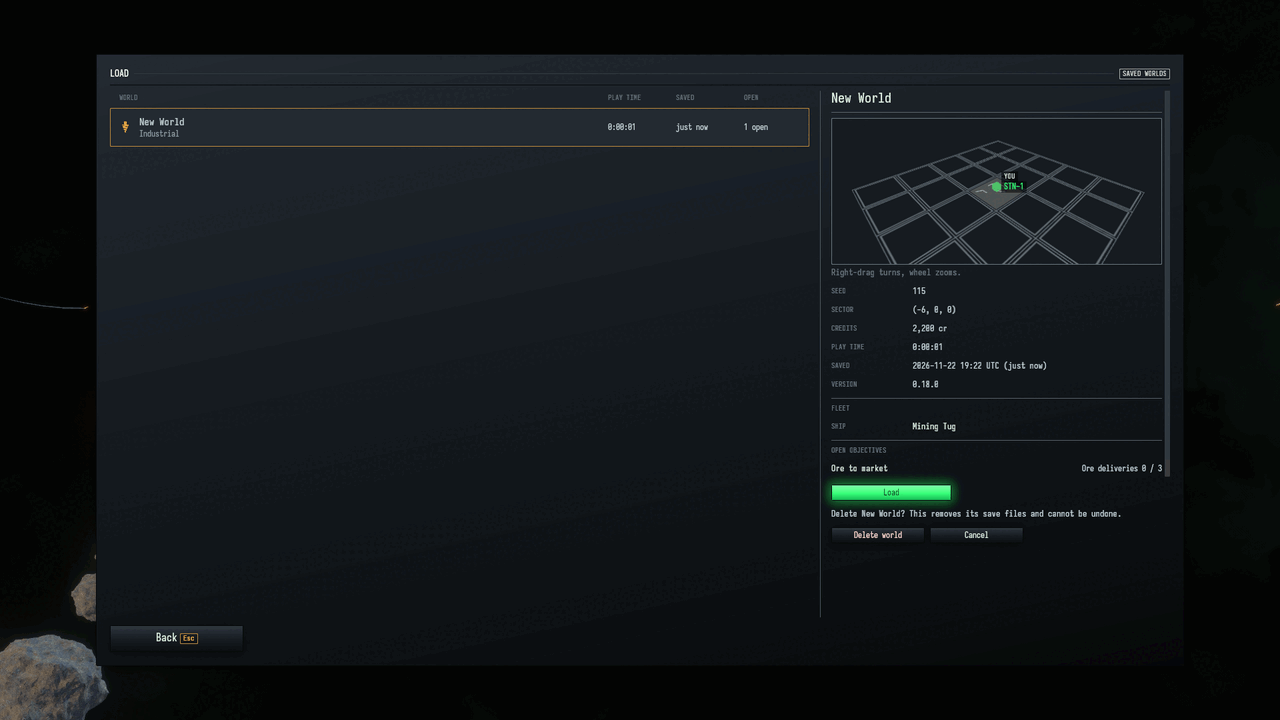 LOAD
SAVED WORLDS
WORLD PLAY TIME SAVED OPEN
New World
Industrial
0:00:01 just now 1 open
New World
YOU
STN-1
Right-drag turns, wheel zooms.
SEED 115
SECTOR (-6, 0, 0)
CREDITS 2,200 cr
PLAY TIME 0:00:01
SAVED 2026-11-22 19:22 UTC (just now)
VERSION 0.18.0
FLEET
SHIP Mining Tug
OPEN OBJECTIVES
Ore to market Ore deliveries 0 / 3
Load
Delete New World? This removes its save files and cannot be undone.
Delete world Cancel
Back Esc